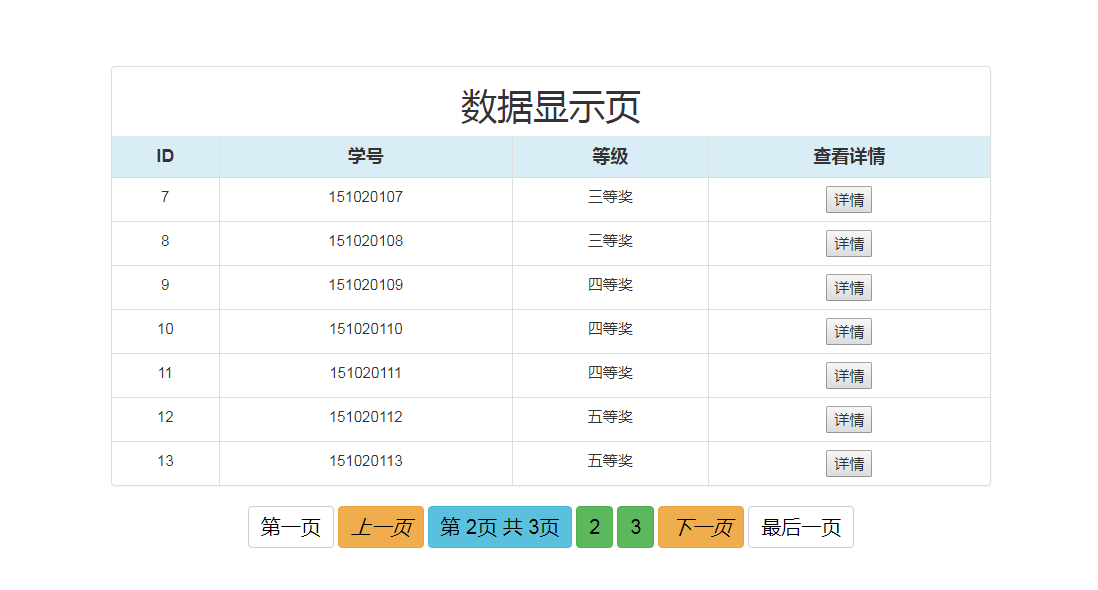 数据显示页
ID 学号 等级 查看详情
7 151020107 三等奖 详情
8 151020108 三等奖 详情
9 151020109 四等奖 详情
10 151020110 四等奖 详情
11 151020111 四等奖 详情
12 151020112 五等奖 详情
13 151020113 五等奖 详情
第一页 上一页 第 2页 共 3页 2 3 下一页 最后一页